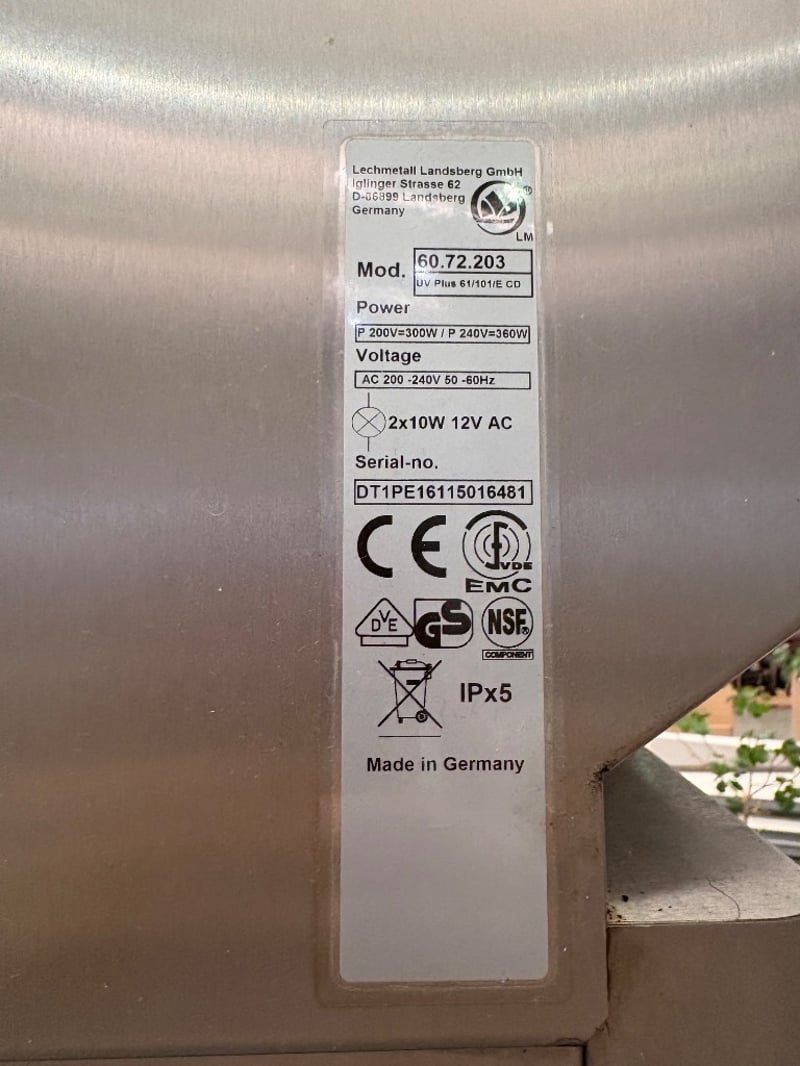 Lechmetall Landsberg GmbH
Iglinger Strasse 62
D-86899 Landsberg
Germany
LM
Mod. 60.72.203
UV Plus 61/101/E CD
Power
P 200V=300W / P 240V=360W
Voltage
AC 200 -240V 50 -60Hz
2x10W 12V AC
Serial-no.
DT1PE16115016481
CE VDE
EMC
DVE GS NSF®
COMPONENT
IPx5
Made in Germany